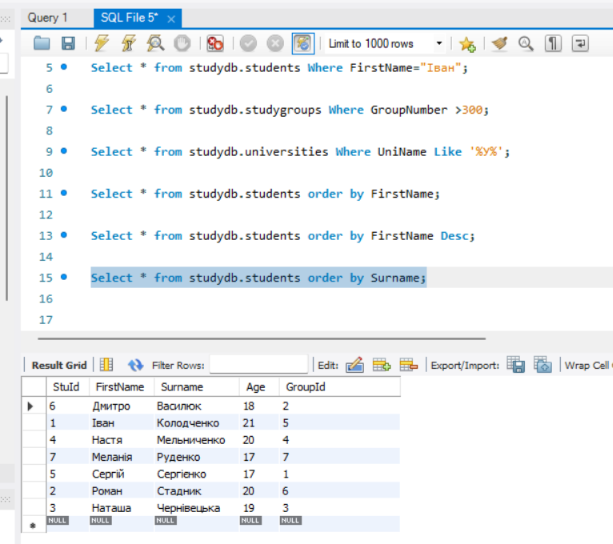 Query 1 SQL File 5*
Limit to 1000 rows
5 Select * from studydb.students Where FirstName="Іван";
6
7 Select * from studydb.studygroups Where GroupNumber >300;
8
9 Select * from studydb.universities Where UniName Like '%У%';
10
11 Select * from studydb.students order by FirstName;
12
13 Select * from studydb.students order by FirstName Desc;
14
15 Select * from studydb.students order by Surname;
16
17
Result Grid Filter Rows: Edit: Export/Import: Wrap Cell
StuId FirstName Surname Age GroupId
6 Дмитро Василюк 18 2
1 Іван Колодченко 21 5
4 Настя Мельниченко 20 4
7 Меланія Руденко 17 7
5 Сергій Сергієнко 17 1
2 Роман Стадник 20 6
3 Наташа Чернівецька 19 3
NULL NULL NULL NULL NULL